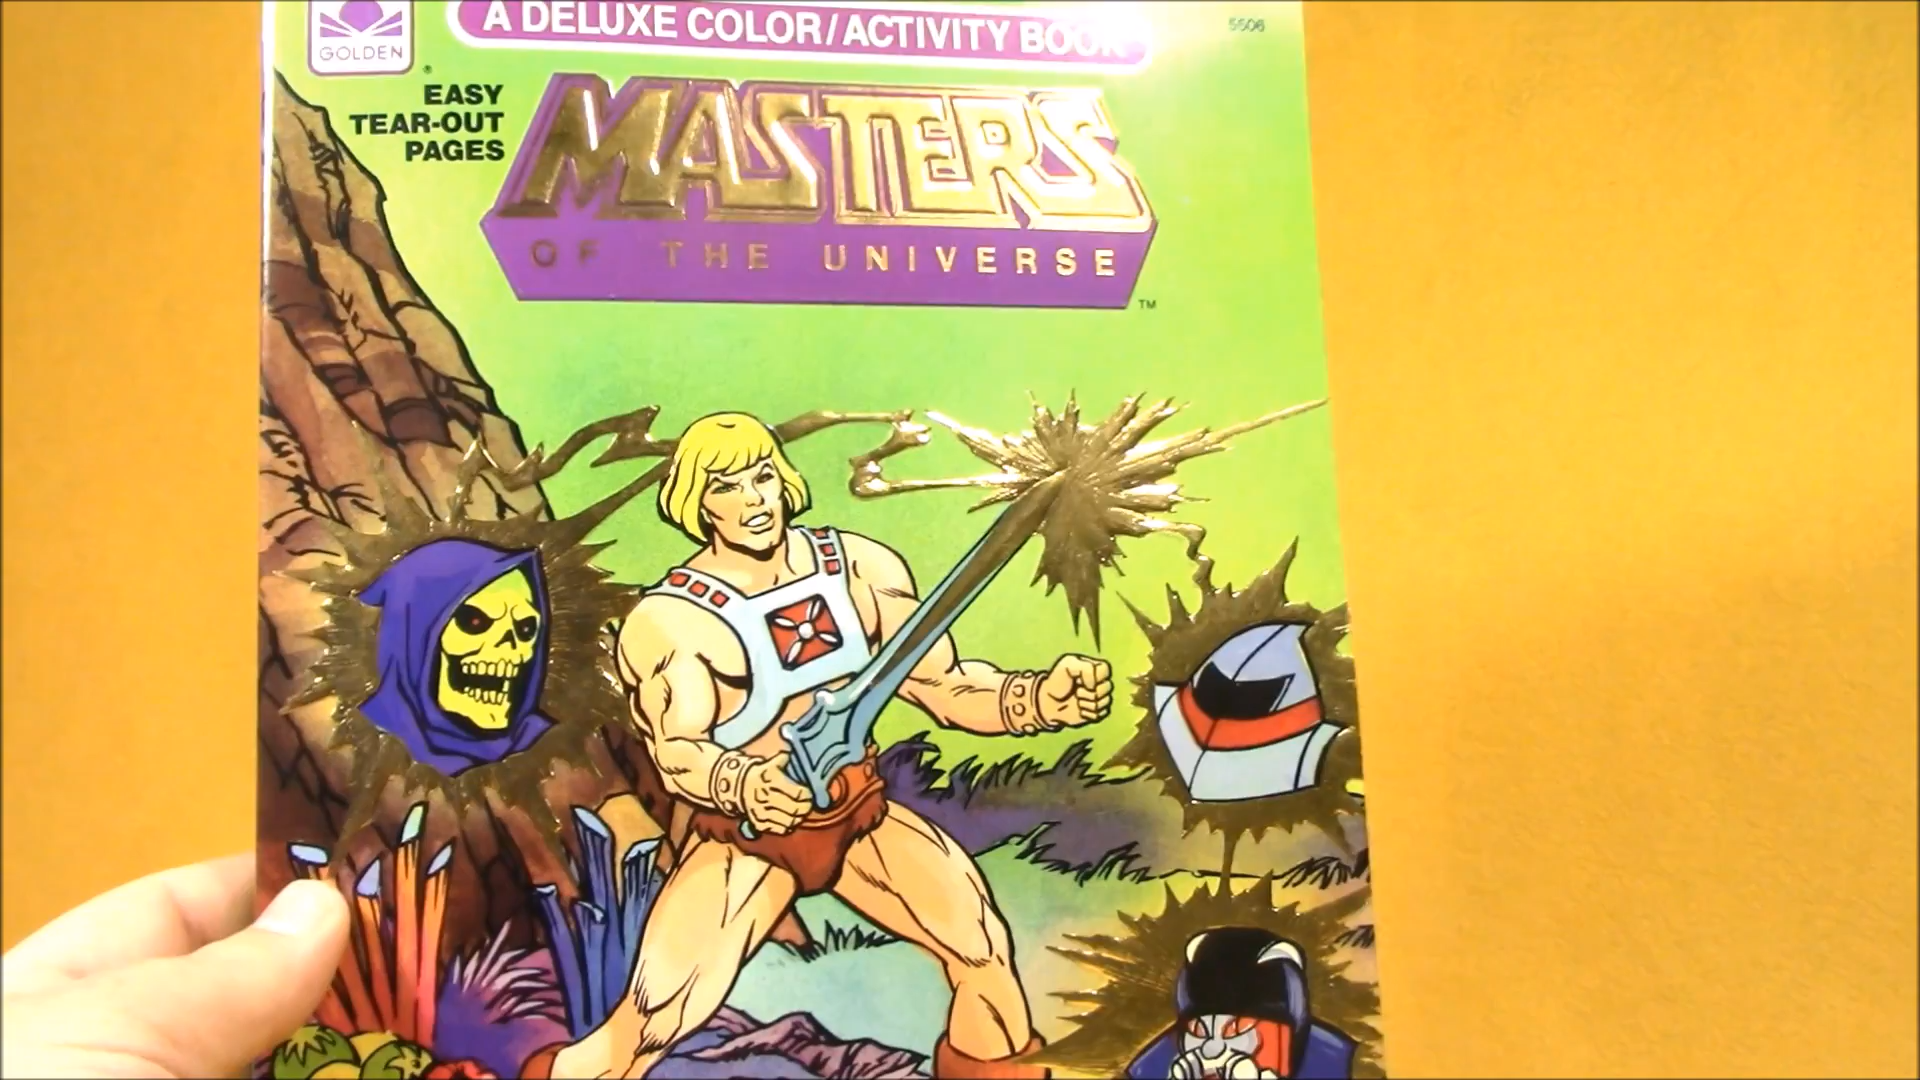 GOLDEN
®
A DELUXE COLOR/ACTIVITY BOOK
5506
EASY
TEAR-OUT
PAGES
MASTERS
OF THE UNIVERSE
TM